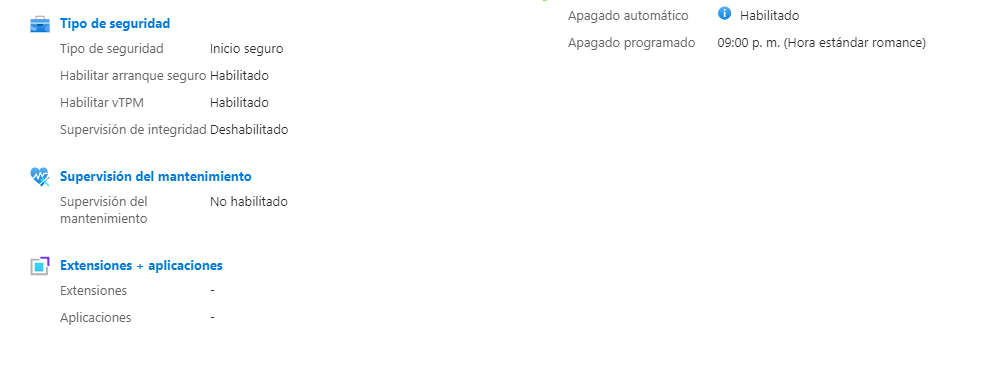 Tipo de seguridad
Tipo de seguridad Inicio seguro
Habilitar arranque seguro Habilitado
Habilitar vTPM Habilitado
Supervisión de integridad Deshabilitado
Supervisión del mantenimiento
Supervisión del No habilitado
mantenimiento
Extensiones + aplicaciones
Extensiones -
Aplicaciones -
Apagado automático Habilitado
Apagado programado 09:00 p. m. (Hora estándar romance)